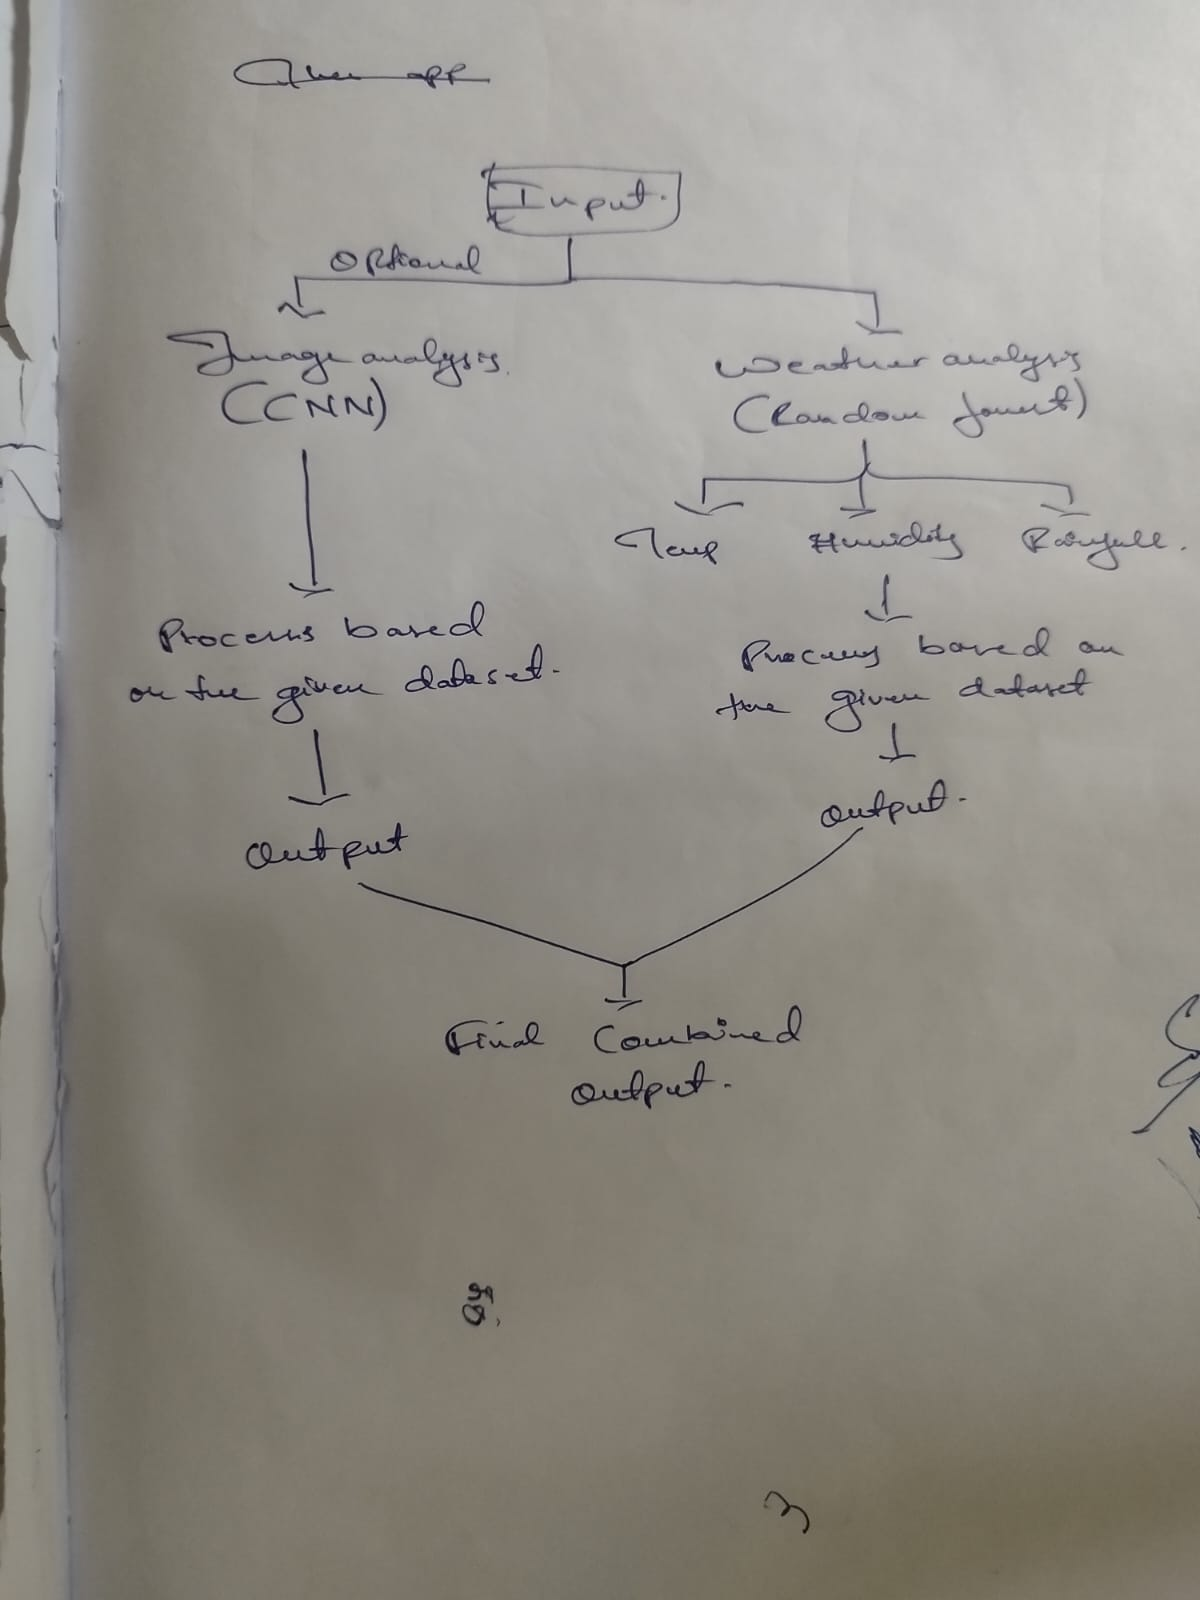 app
Input.
Optional
Image analysis.
(CNN)
Weather analysis
(Random forest)
Temp Humidity Rainfall.
Process based
on the given dataset.
Process based on
the given dataset
Output
Output.
Final Combined
Output.